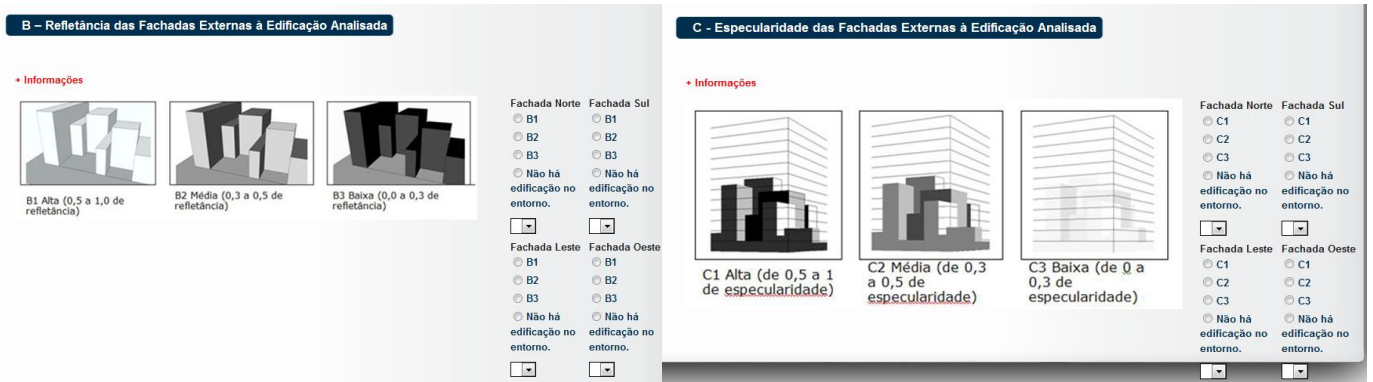 B – Refletância das Fachadas Externas à Edificação Analisada
+ Informações
B1 Alta (0,5 a 1,0 de
refletância)
B2 Média (0,3 a 0,5 de
refletância)
B3 Baixa (0,0 a 0,3 de
refletância)
Fachada Norte
B1
B2
B3
Não há
edificação no
entorno.
Fachada Sul
B1
B2
B3
Não há
edificação no
entorno.
Fachada Leste
B1
B2
B3
Não há
edificação no
entorno.
Fachada Oeste
B1
B2
B3
Não há
edificação no
entorno.
C - Especularidade das Fachadas Externas à Edificação Analisada
+ Informações
C1 Alta (de 0,5 a 1
de especularidade)
C2 Média (de 0,3
a 0,5 de
especularidade)
C3 Baixa (de 0 a
0,3 de
especularidade)
Fachada Norte
C1
C2
C3
Não há
edificação no
entorno.
Fachada Sul
C1
C2
C3
Não há
edificação no
entorno.
Fachada Leste
C1
C2
C3
Não há
edificação no
entorno.
Fachada Oeste
C1
C2
C3
Não há
edificação no
entorno.